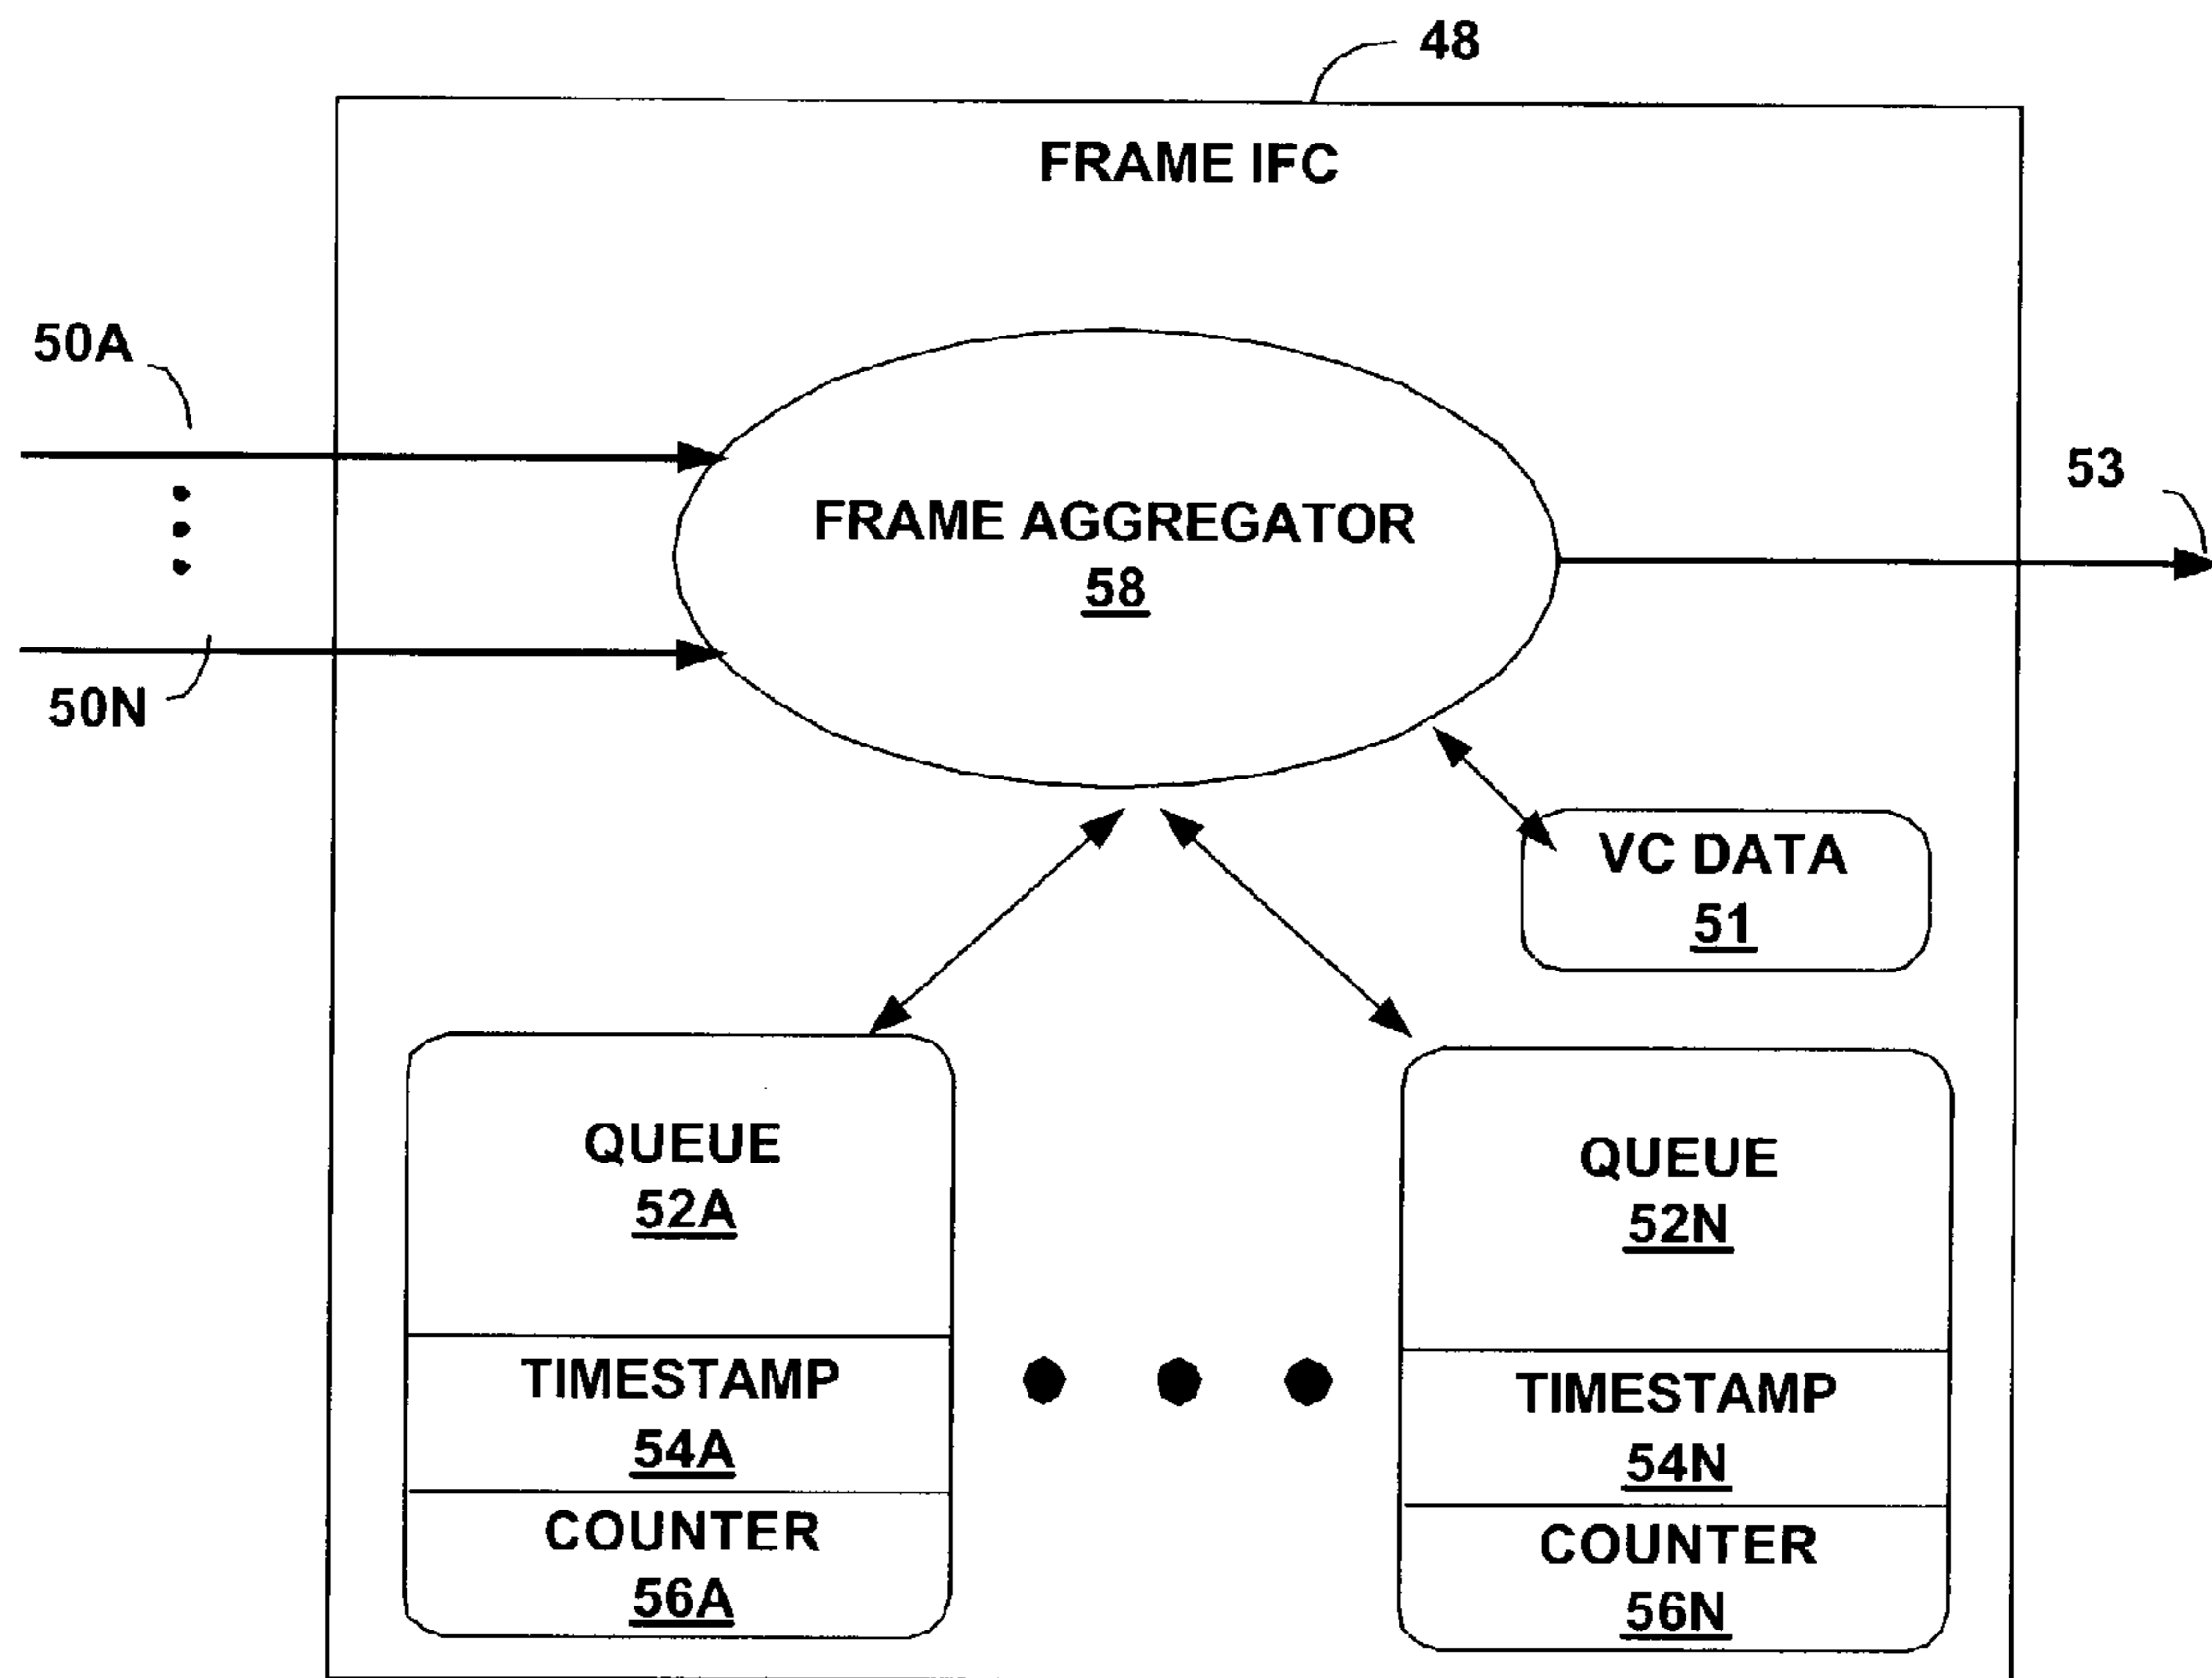 48
FRAME IFC
50A
53
FRAME AGGREGATOR
58
50N
VC DATA
51
QUEUE
52A
TIMESTAMP
54A
COUNTER
56A
QUEUE
52N
TIMESTAMP
54N
COUNTER
56N